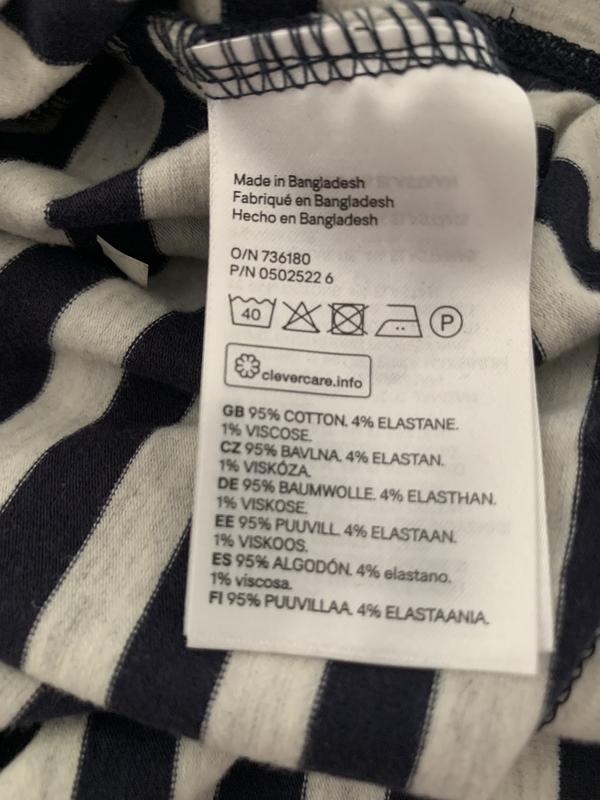 Made in Bangladesh
Fabriqué en Bangladesh
Hecho en Bangladesh
O/N 736180
P/N 0502522 6
40 P
clevercare.info
GB 95% COTTON. 4% ELASTANE.
1% VISCOSE.
CZ 95% BAVLNA. 4% ELASTAN.
1% VISKÓZA.
DE 95% BAUMWOLLE. 4% ELASTHAN.
1% VISKOSE.
EE 95% PUUVILL. 4% ELASTAAN.
1% VISKOOS.
ES 95% ALGODÓN. 4% elastano.
1% viscosa.
FI 95% PUUVILLAA. 4% ELASTAANIA.